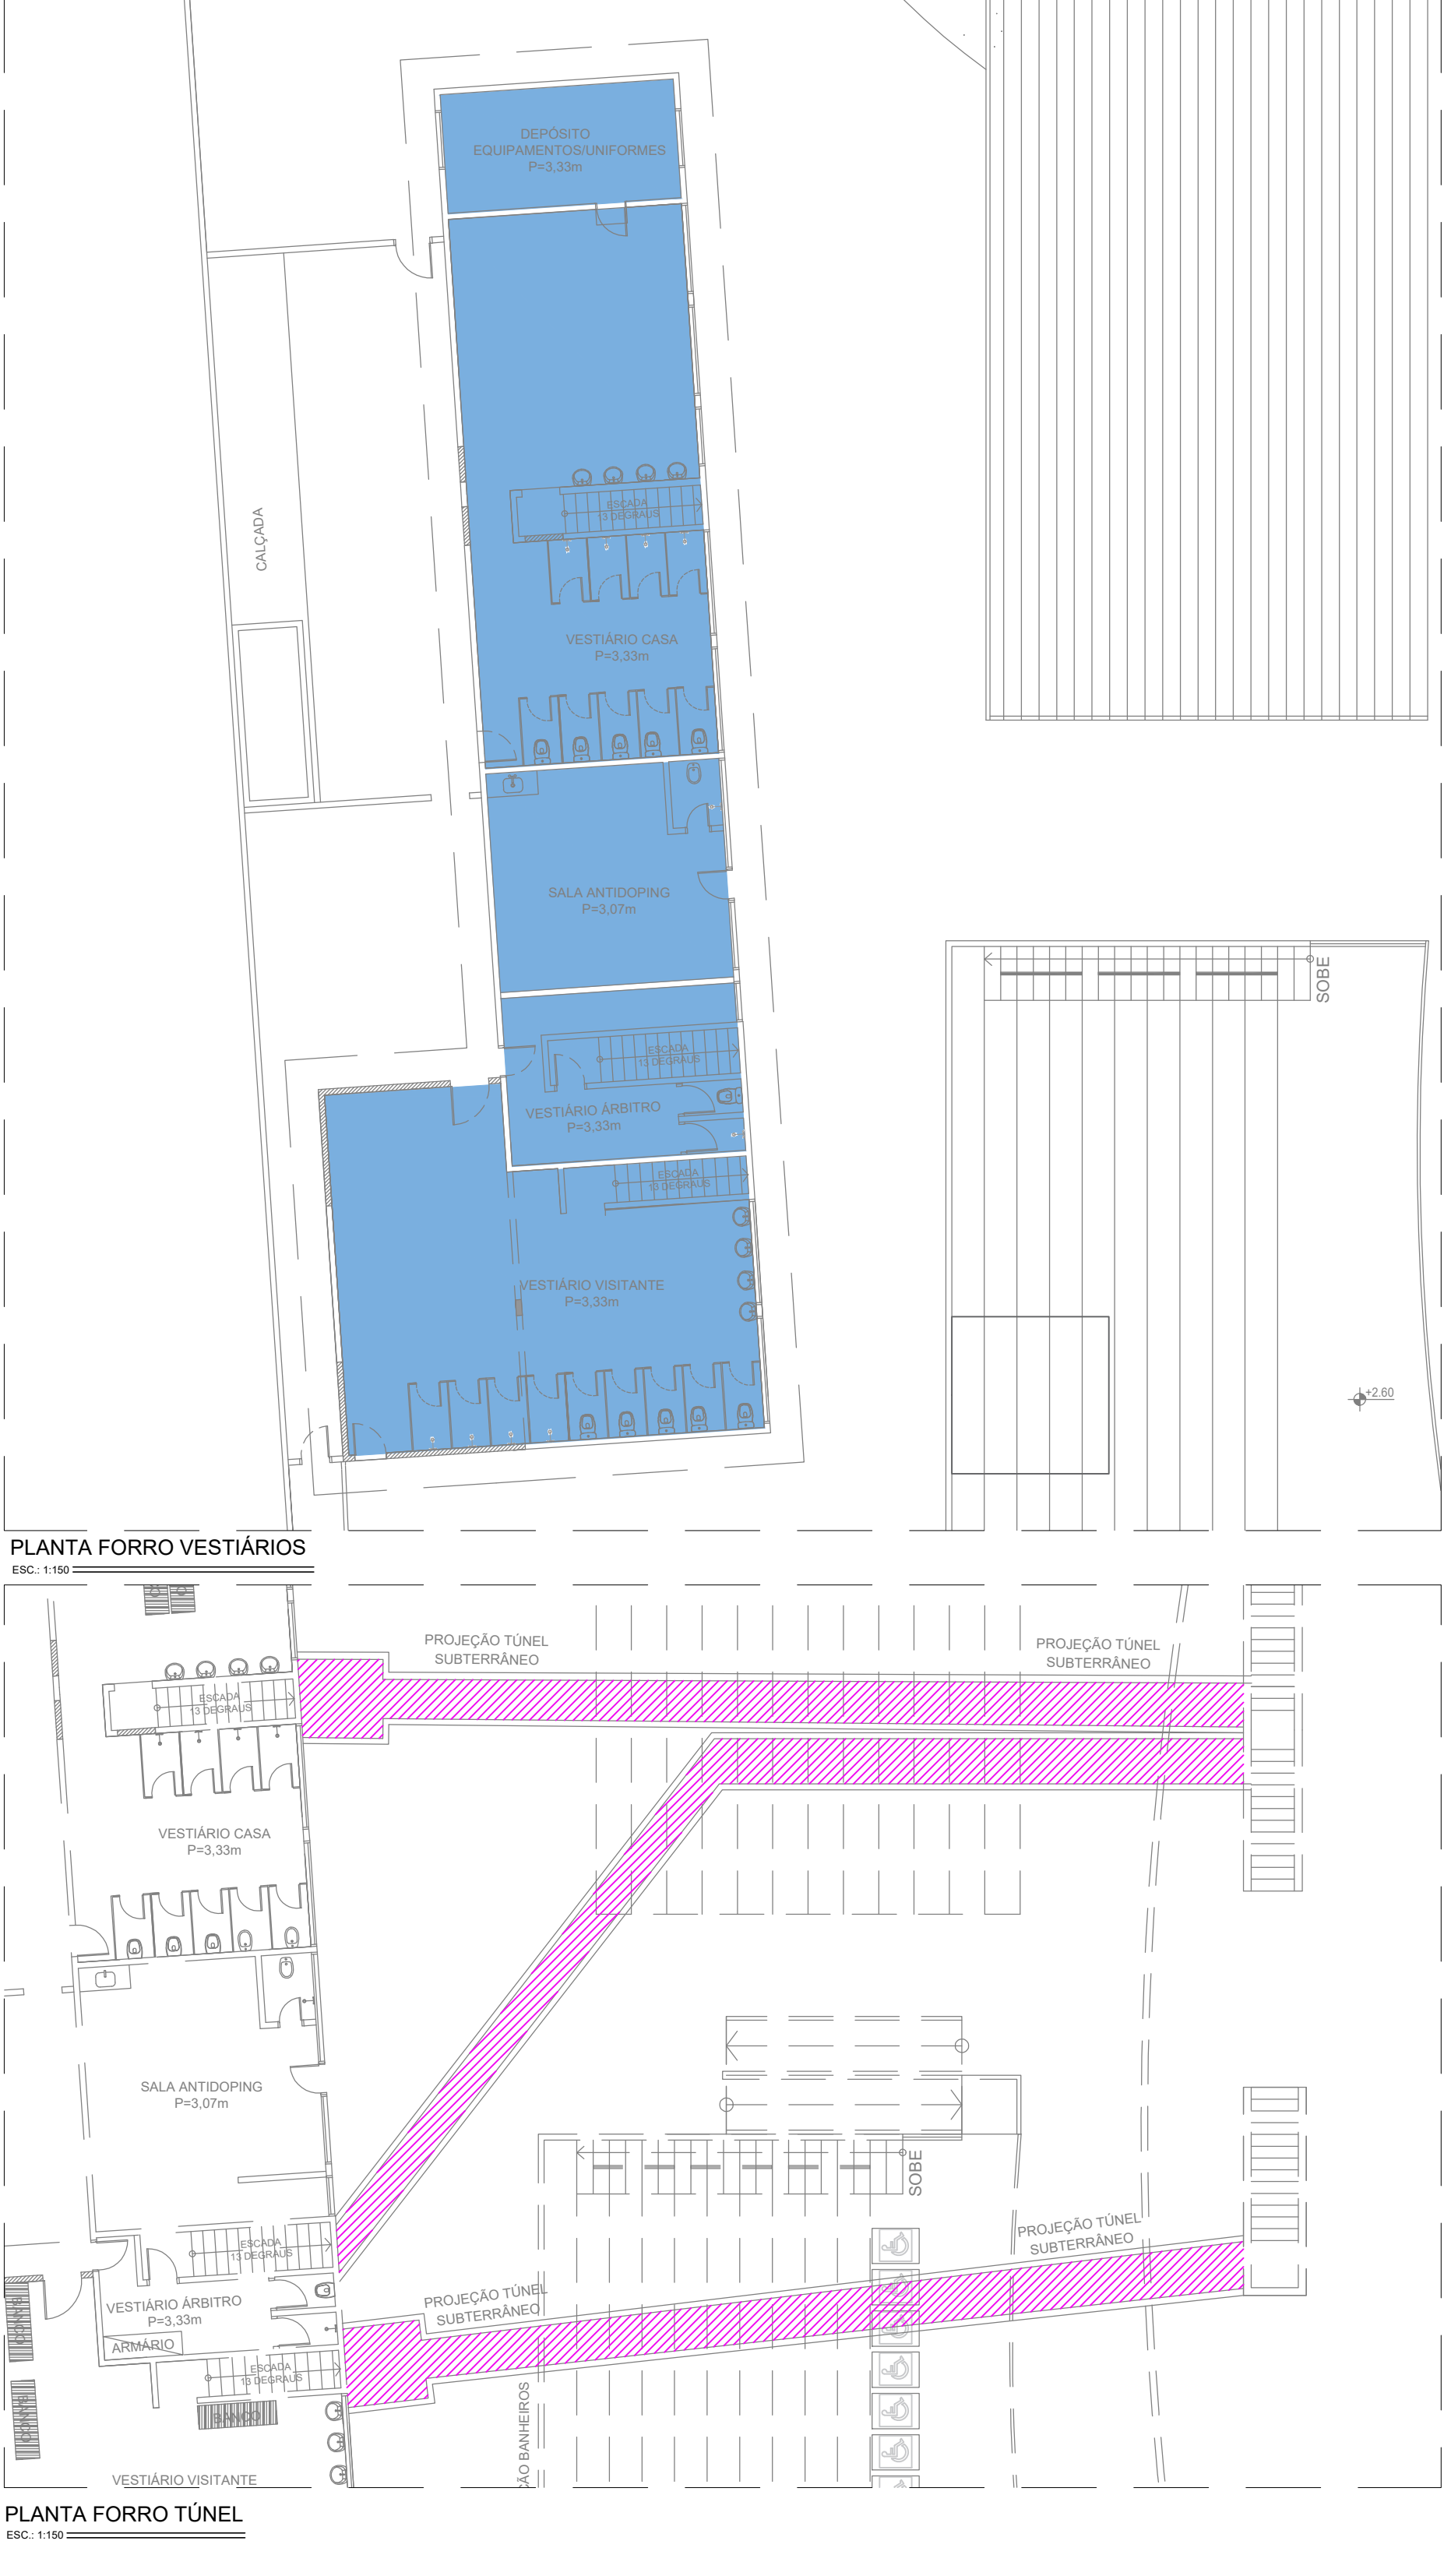 DEPÓSITO
EQUIPAMENTOS/UNIFORMES
P=3,33m
CALÇADA
ESCADA
13 DEGRAUS
VESTIÁRIO CASA
P=3,33m
SALA ANTIDOPING
P=3,07m
SOBE
ESCADA
13 DEGRAUS
VESTIÁRIO ÁRBITRO
P=3,33m
ESCADA
13 DEGRAUS
VESTIÁRIO VISITANTE
P=3,33m
+2.60
PLANTA FORRO VESTIÁRIOS
ESC.: 1:150
PROJEÇÃO TÚNEL
SUBTERRÂNEO
PROJEÇÃO TÚNEL
SUBTERRÂNEO
ESCADA
13 DEGRAUS
VESTIÁRIO CASA
P=3,33m
SALA ANTIDOPING
P=3,07m
SOBE
PROJEÇÃO TÚNEL
SUBTERRÂNEO
ESCADA
13 DEGRAUS
PROJEÇÃO TÚNEL
SUBTERRÂNEO
VESTIÁRIO ÁRBITRO
P=3,33m
BANCO
ARMÁRIO
ESCADA
13 DEGRAUS
BANCO
BANCO
ÇÃO BANHEIROS
VESTIÁRIO VISITANTE
PLANTA FORRO TÚNEL
ESC.: 1:150